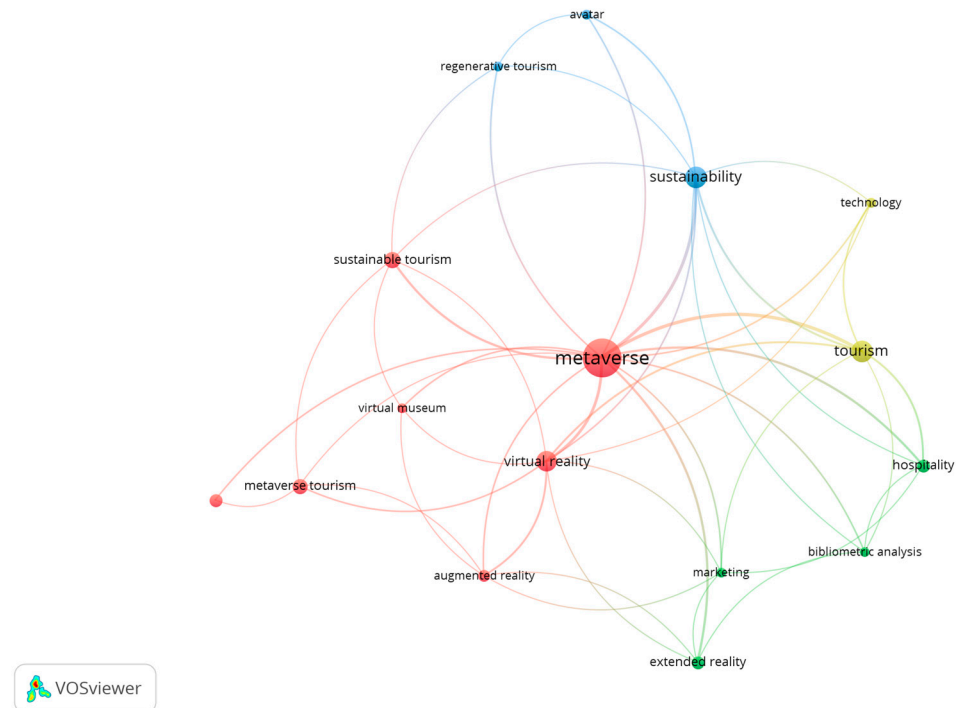 avatar
regenerative tourism
sustainability
technology
sustainable tourism
tourism
metaverse
virtual museum
virtual reality
hospitality
metaverse tourism
bibliometric analysis
augmented reality
marketing
extended reality
VOSviewer